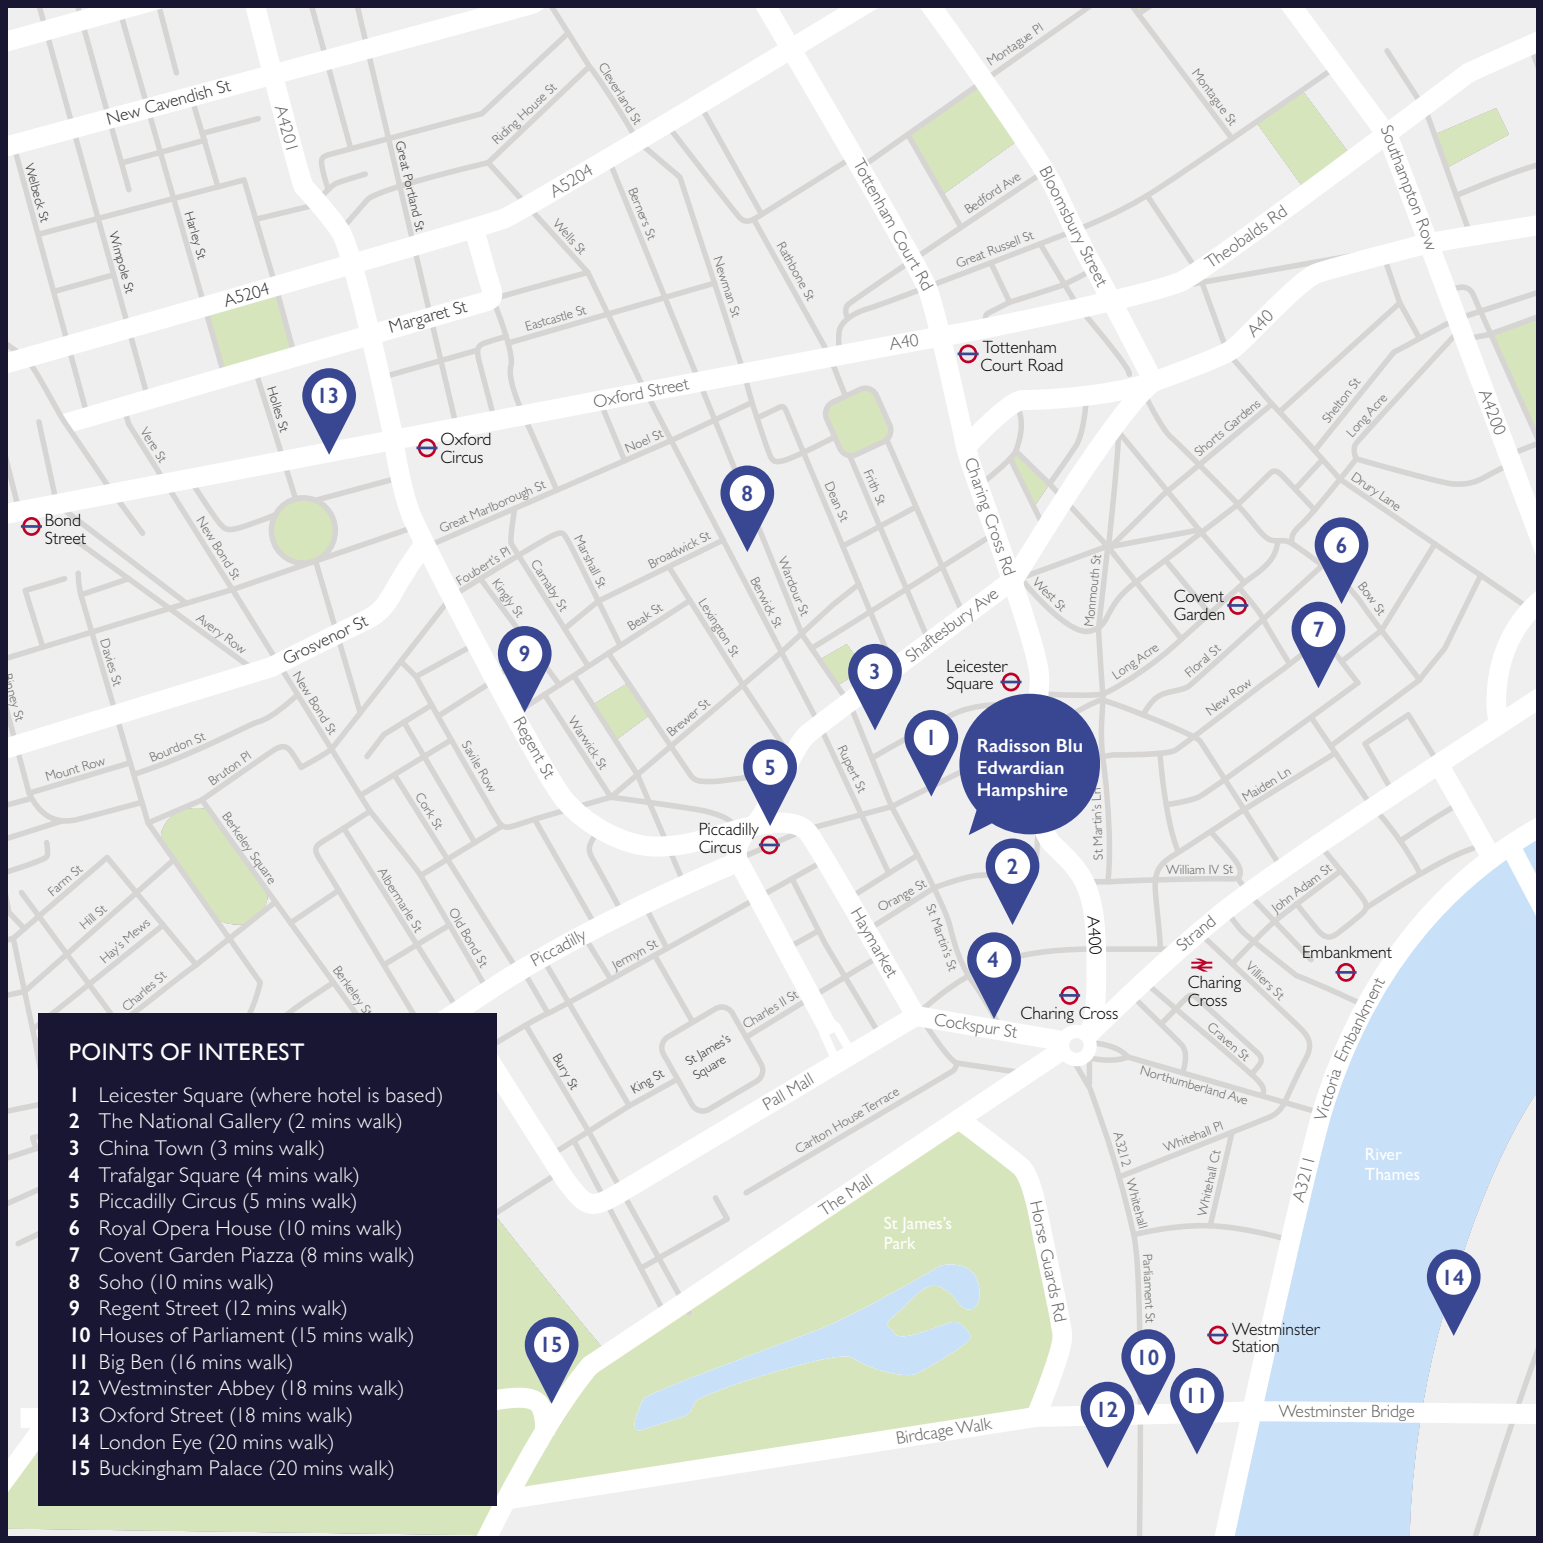 New Cavendish St
A4201
Welbeck St
Wimpole St
Harley St
Great Portland St
Riding House St
Cleverland St
A5204
Wells St
Berners St
Newman St
Rathbone St
Tottenham Court Rd
Montague Pl
Montague St
Bedford Ave
Bloomsbury Street
Great Russell St
Theobalds Rd
Southampton Row
A5204
Margaret St
Eastcastle St
A40
A40
Tottenham
Court Road
Oxford Street
13
Holles St
Vere St
Oxford
Circus
Noel St
Great Marlborough St
8
Dean St
Frith St
Charing Cross Rd
Shorts Gardens
Shelton St
Long Acre
A4200
Drury Lane
Bond
Street
New Bond St
Foubert's Pl
Kingly St
Carnaby St
Marshall St
Broadwick St
Beak St
Lexington St
Berwick St
Wardour St
6
Bow St
7
Covent
Garden
Monmouth St
West St
Shaftesbury Ave
Avery Row
Grosvenor St
Davies St
New Bond St
9
3
Leicester
Square
Long Acre
Floral St
New Row
Regent St
Warwick St
Brewer St
Rupert St
1
Radisson Blu
Edwardian
Hampshire
5
Piccadilly
Circus
Mount Row
Bourdon St
Bruton Pl
Savile Row
Cork St
Berkeley Square
St Martin's Ln
Maiden Ln
William IV St
John Adam St
2
Farm St
Hill St
Hay's Mews
Charles St
Albermarle St
Old Bond St
Berkeley St
Piccadilly
Jermyn St
Haymarket
Orange St
St Martin's St
4
A400
Strand
Charing
Cross
Villiers St
Embankment
Charing Cross
Cockspur St
Charles II St
St James's
Square
King St
Bury St
Pall Mall
Carlton House Terrace
The Mall
Craven St
Northumberland Ave
Victoria Embankment
A3212
Whitehall
Whitehall Pl
Whitehall Ct
A3211
River
Thames
St James's
Park
Horse Guards Rd
Parliament St
14
Westminster
Station
10
11
12
15
Westminster Bridge
Birdcage Walk
POINTS OF INTEREST
1 Leicester Square (where hotel is based)
2 The National Gallery (2 mins walk)
3 China Town (3 mins walk)
4 Trafalgar Square (4 mins walk)
5 Piccadilly Circus (5 mins walk)
6 Royal Opera House (10 mins walk)
7 Covent Garden Piazza (8 mins walk)
8 Soho (10 mins walk)
9 Regent Street (12 mins walk)
10 Houses of Parliament (15 mins walk)
11 Big Ben (16 mins walk)
12 Westminster Abbey (18 mins walk)
13 Oxford Street (18 mins walk)
14 London Eye (20 mins walk)
15 Buckingham Palace (20 mins walk)